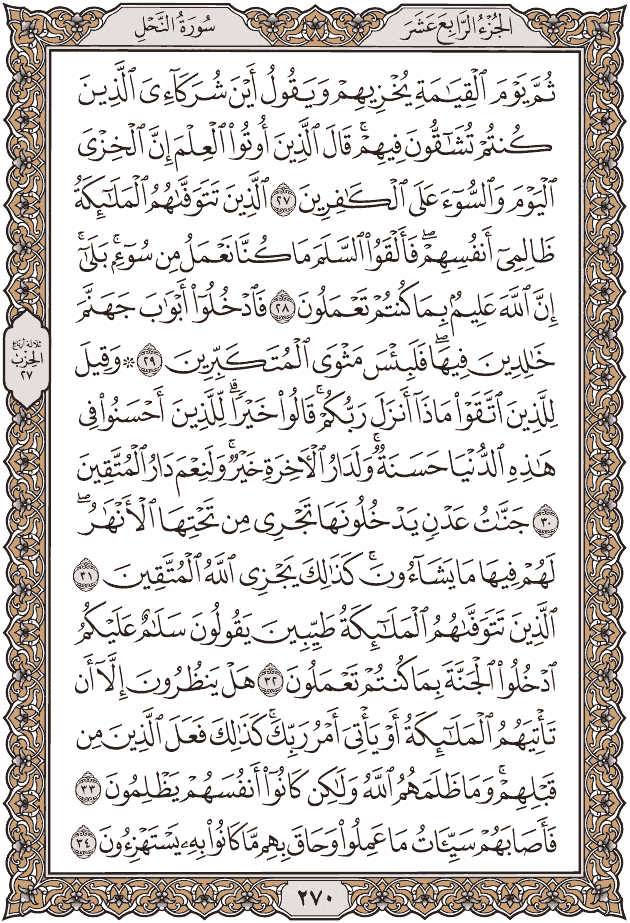 الجُزْءُ الرَّابِعَ عَشَرَ
سُورَةُ النَّحْلِ
ثُمَّ يَوْمَ ٱلْقِيَٰمَةِ يُخْزِيهِمْ وَيَقُولُ أَيْنَ شُرَكَآءِىَ ٱلَّذِينَ
كُنتُمْ تُشَٰٓقُّونَ فِيهِمْ ۚ قَالَ ٱلَّذِينَ أُوتُوا۟ ٱلْعِلْمَ إِنَّ ٱلْخِزْىَ
ٱلْيَوْمَ وَٱلسُّوٓءَ عَلَى ٱلْكَٰفِرِينَ ٢٧ ٱلَّذِينَ تَتَوَفَّىٰهُمُ ٱلْمَلَٰٓئِكَةُ
ظَالِمِىٓ أَنفُسِهِمْ ۖ فَأَلْقَوُا۟ ٱلسَّلَمَ مَا كُنَّا نَعْمَلُ مِن سُوٓءٍۭ ۚ بَلَىٰٓ
إِنَّ ٱللَّهَ عَلِيمٌۢ بِمَا كُنتُمْ تَعْمَلُونَ ٢٨ فَٱدْخُلُوٓا۟ أَبْوَٰبَ جَهَنَّمَ
خَٰلِدِينَ فِيهَا ۖ فَلَبِئْسَ مَثْوَى ٱلْمُتَكَبِّرِينَ ٢٩ ۞ وَقِيلَ
لِلَّذِينَ ٱتَّقَوْا۟ مَاذَآ أَنزَلَ رَبُّكُمْ ۚ قَالُوا۟ خَيْرًا ۗ لِّلَّذِينَ أَحْسَنُوا۟ فِى
هَٰذِهِ ٱلدُّنْيَا حَسَنَةٌ ۚ وَلَدَارُ ٱلْءَاخِرَةِ خَيْرٌ ۚ وَلَنِعْمَ دَارُ ٱلْمُتَّقِينَ
٣٠ جَنَّٰتُ عَدْنٍ يَدْخُلُونَهَا تَجْرِى مِن تَحْتِهَا ٱلْأَنْهَٰرُ ۖ
لَهُمْ فِيهَا مَا يَشَآءُونَ ۚ كَذَٰلِكَ يَجْزِى ٱللَّهُ ٱلْمُتَّقِينَ ٣١
ٱلَّذِينَ تَتَوَفَّىٰهُمُ ٱلْمَلَٰٓئِكَةُ طَيِّبِينَ ۙ يَقُولُونَ سَلَٰمٌ عَلَيْكُمُ
ٱدْخُلُوا۟ ٱلْجَنَّةَ بِمَا كُنتُمْ تَعْمَلُونَ ٣٢ هَلْ يَنظُرُونَ إِلَّآ أَن
تَأْتِيَهُمُ ٱلْمَلَٰٓئِكَةُ أَوْ يَأْتِىَ أَمْرُ رَبِّكَ ۚ كَذَٰلِكَ فَعَلَ ٱلَّذِينَ مِن
قَبْلِهِمْ ۚ وَمَا ظَلَمَهُمُ ٱللَّهُ وَلَٰكِن كَانُوٓا۟ أَنفُسَهُمْ يَظْلِمُونَ ٣٣
فَأَصَابَهُمْ سَيِّـَٔاتُ مَا عَمِلُوا۟ وَحَاقَ بِهِم مَّا كَانُوا۟ بِهِۦ يَسْتَهْزِءُونَ ٣٤
ثلاثة أرباع
الحِزْب
٢٧
٢٧٠